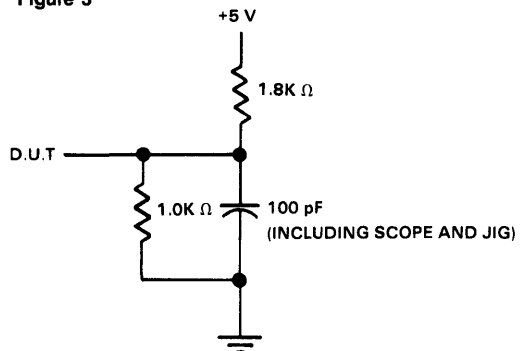 Figure 3
+5 V
1.8K Ω
D.U.T
1.0K Ω
100 pF
(INCLUDING SCOPE AND JIG)